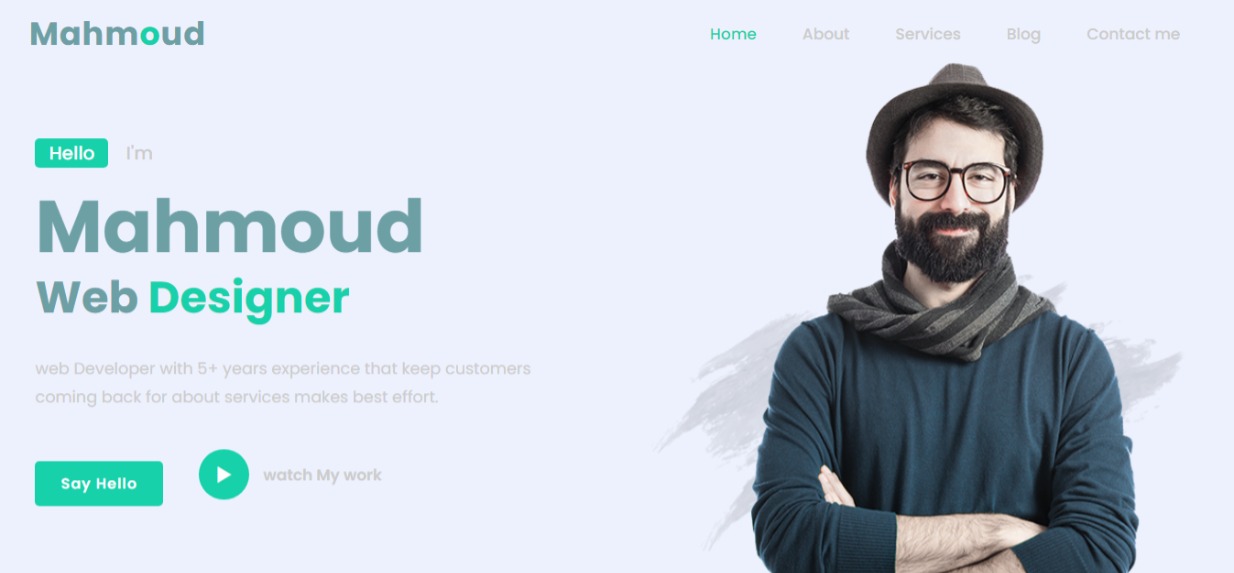 Mahmoud
Home About Services Blog Contact me
Hello I'm
Mahmoud
Web Designer
web Developer with 5+ years experience that keep customers
coming back for about services makes best effort.
Say Hello
watch My work